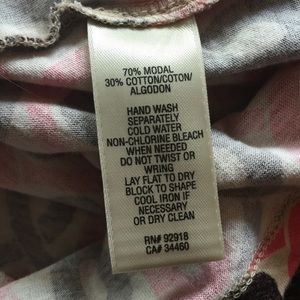 70% MODAL
30% COTTON/COTON/
ALGODON
HAND WASH
SEPARATELY
COLD WATER
NON-CHLORINE BLEACH
WHEN NEEDED
DO NOT TWIST OR
WRING
LAY FLAT TO DRY
BLOCK TO SHAPE
COOL IRON IF
NECESSARY
OR DRY CLEAN
RN# 92918
CA# 34460